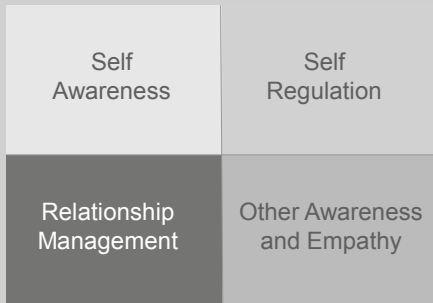 Self
Awareness
Self
Regulation
Relationship
Management
Other Awareness
and Empathy